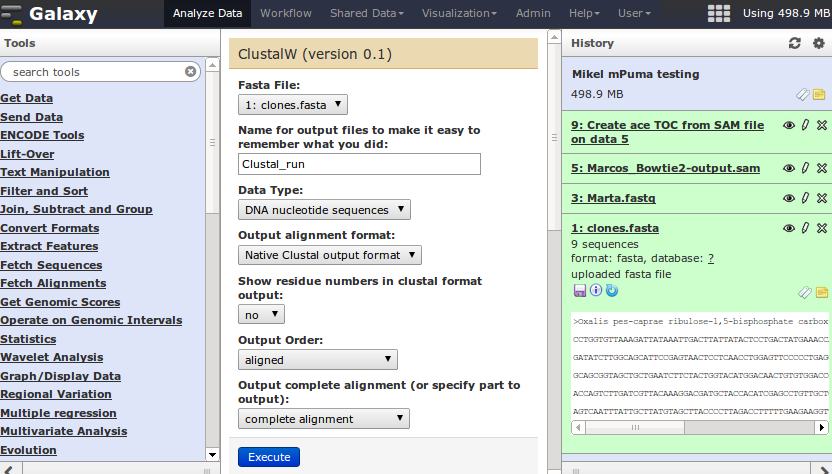 Galaxy
Analyze Data Workflow Shared Data Visualization Admin Help User Using 498.9 MB
Tools
search tools
Get Data
Send Data
ENCODE Tools
Lift-Over
Text Manipulation
Filter and Sort
Join, Subtract and Group
Convert Formats
Extract Features
Fetch Sequences
Fetch Alignments
Get Genomic Scores
Operate on Genomic Intervals
Statistics
Wavelet Analysis
Graph/Display Data
Regional Variation
Multiple regression
Multivariate Analysis
Evolution
ClustalW (version 0.1)
Fasta File:
1: clones.fasta
Name for output files to make it easy to
remember what you did:
Clustal_run
Data Type:
DNA nucleotide sequences
Output alignment format:
Native Clustal output format
Show residue numbers in clustal format
output:
no
Output Order:
aligned
Output complete alignment (or specify part to
output):
complete alignment
Execute
History
Mikel mPuma testing
498.9 MB
9: Create ace TOC from SAM file
on data 5
5: Marcos_Bowtie2-output.sam
3: Marta.fastq
1: clones.fasta
9 sequences
format: fasta, database: ?
uploaded fasta file
>Oxalis pes-caprae ribulose-1,5-bisphosphate carbox
CCTGGTGTTAAAGATTATAAATTGACTTATTATACTCCTGACTATGAAACC
GATATCTTGGCAGCATTCCGAGTAACTCCTCAACCTGGAGTTCCCCCTGAG
GCAGCGGTAGCTGCTGAATCTTCTACTGGTACATGGACAACTGTGTGGACC
ACCAGTCTTGATCGTTACAAAGGACGATGCTACCACATCGAGCCTGTTGCT
AGTCAATTTATTGCTTATGTAGCTTACCCCTTAGACCTTTTTGAAGAAGGT